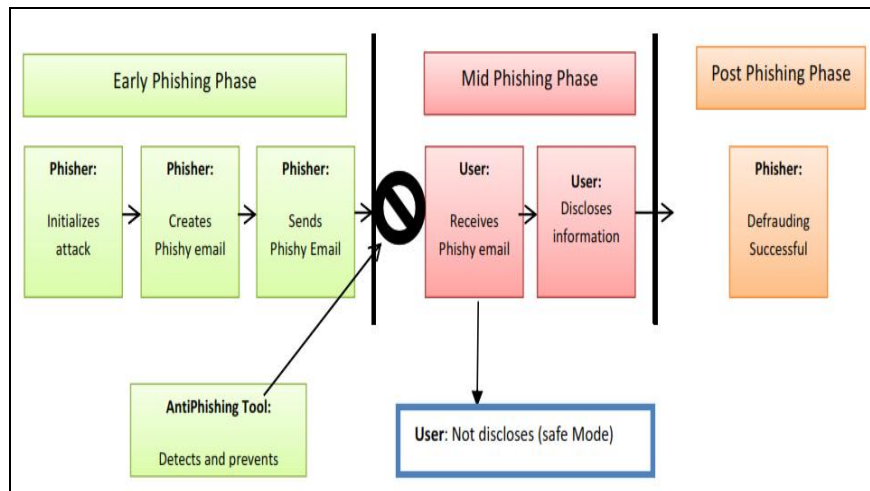 Early Phishing Phase
Mid Phishing Phase
Post Phishing Phase
Phisher:
Initializes
attack
Phisher:
Creates
Phishy email
Phisher:
Sends
Phishy Email
User:
Receives
Phishy email
User:
Discloses
information
Phisher:
Defrauding
Successful
AntiPhishing Tool:
Detects and prevents
User: Not discloses (safe Mode)